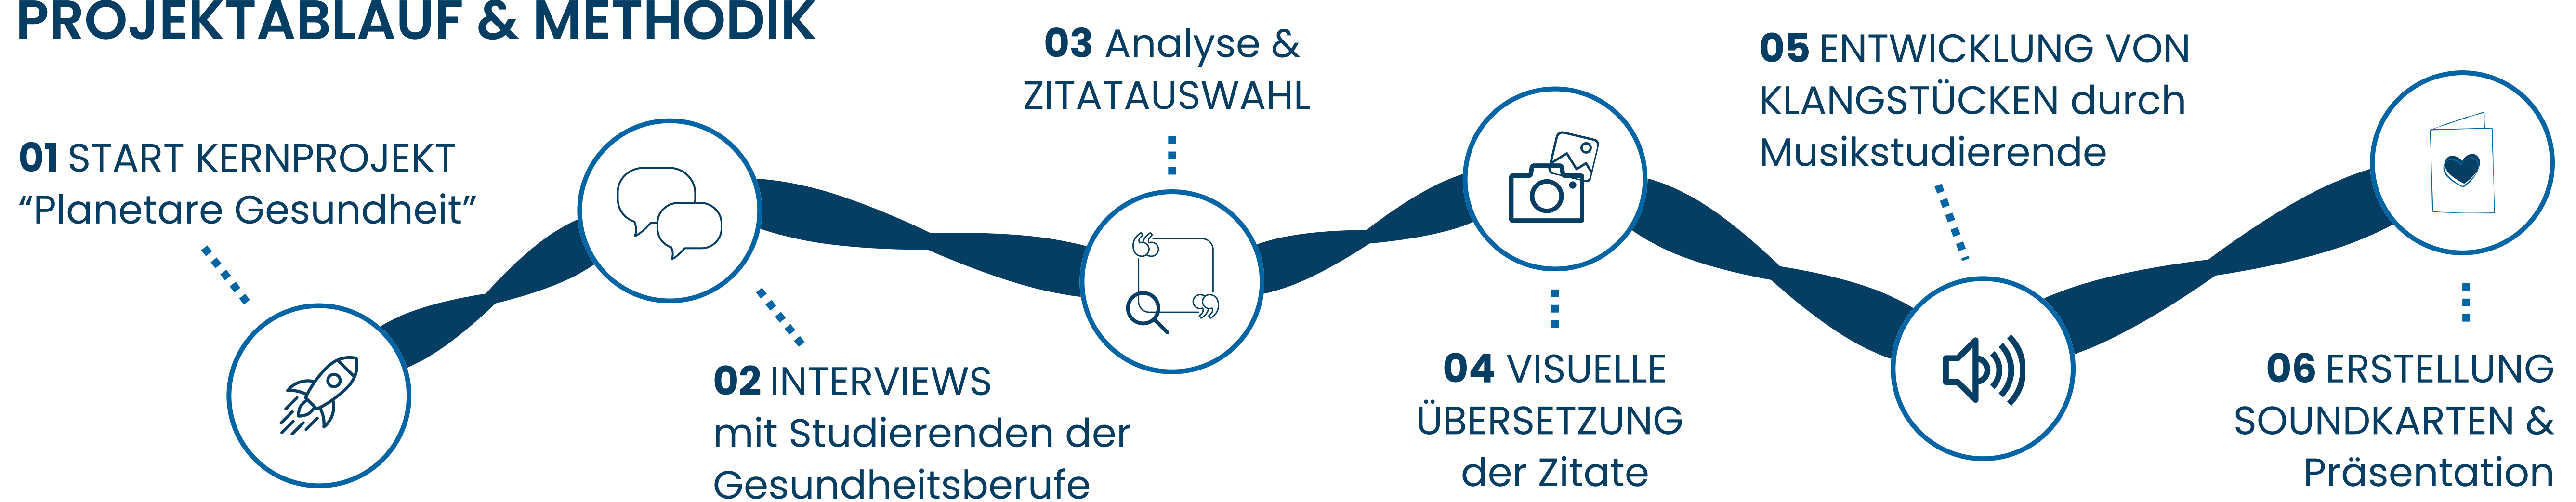 PROJEKTABLAUF & METHODIK
01 START KERNPROJEKT
“Planetare Gesundheit”
02 INTERVIEWS
mit Studierenden der
Gesundheitsberufe
03 Analyse &
ZITATAUSWAHL
04 VISUELLE
ÜBERSETZUNG
der Zitate
05 ENTWICKLUNG VON
KLANGSTÜCKEN durch
Musikstudierende
06 ERSTELLUNG
SOUNDKARTEN &
Präsentation